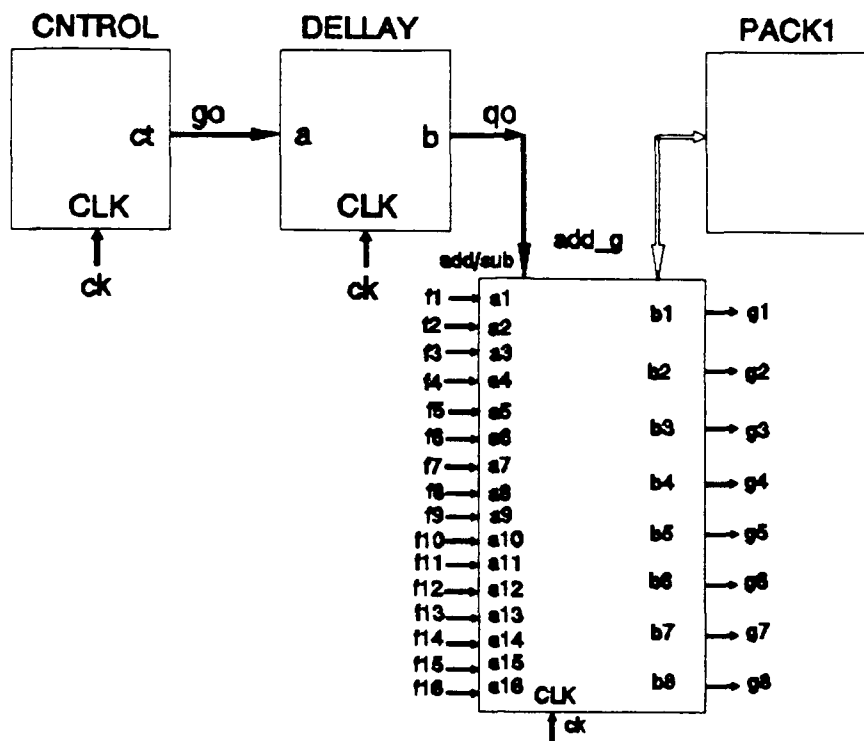 CNTROL
DELLAY
PACK1
ct
go
a
b
qo
CLK
CLK
ck
ck
add/sub
add_g
f1
a1
b1
g1
f2
a2
f3
a3
b2
g2
f4
a4
f5
a5
b3
g3
f6
a6
f7
a7
b4
g4
f8
a8
f9
a9
b5
g5
f10
a10
f11
a11
b6
g6
f12
a12
f13
a13
b7
g7
f14
a14
f15
a15
b8
g8
f16
a16
CLK
ck